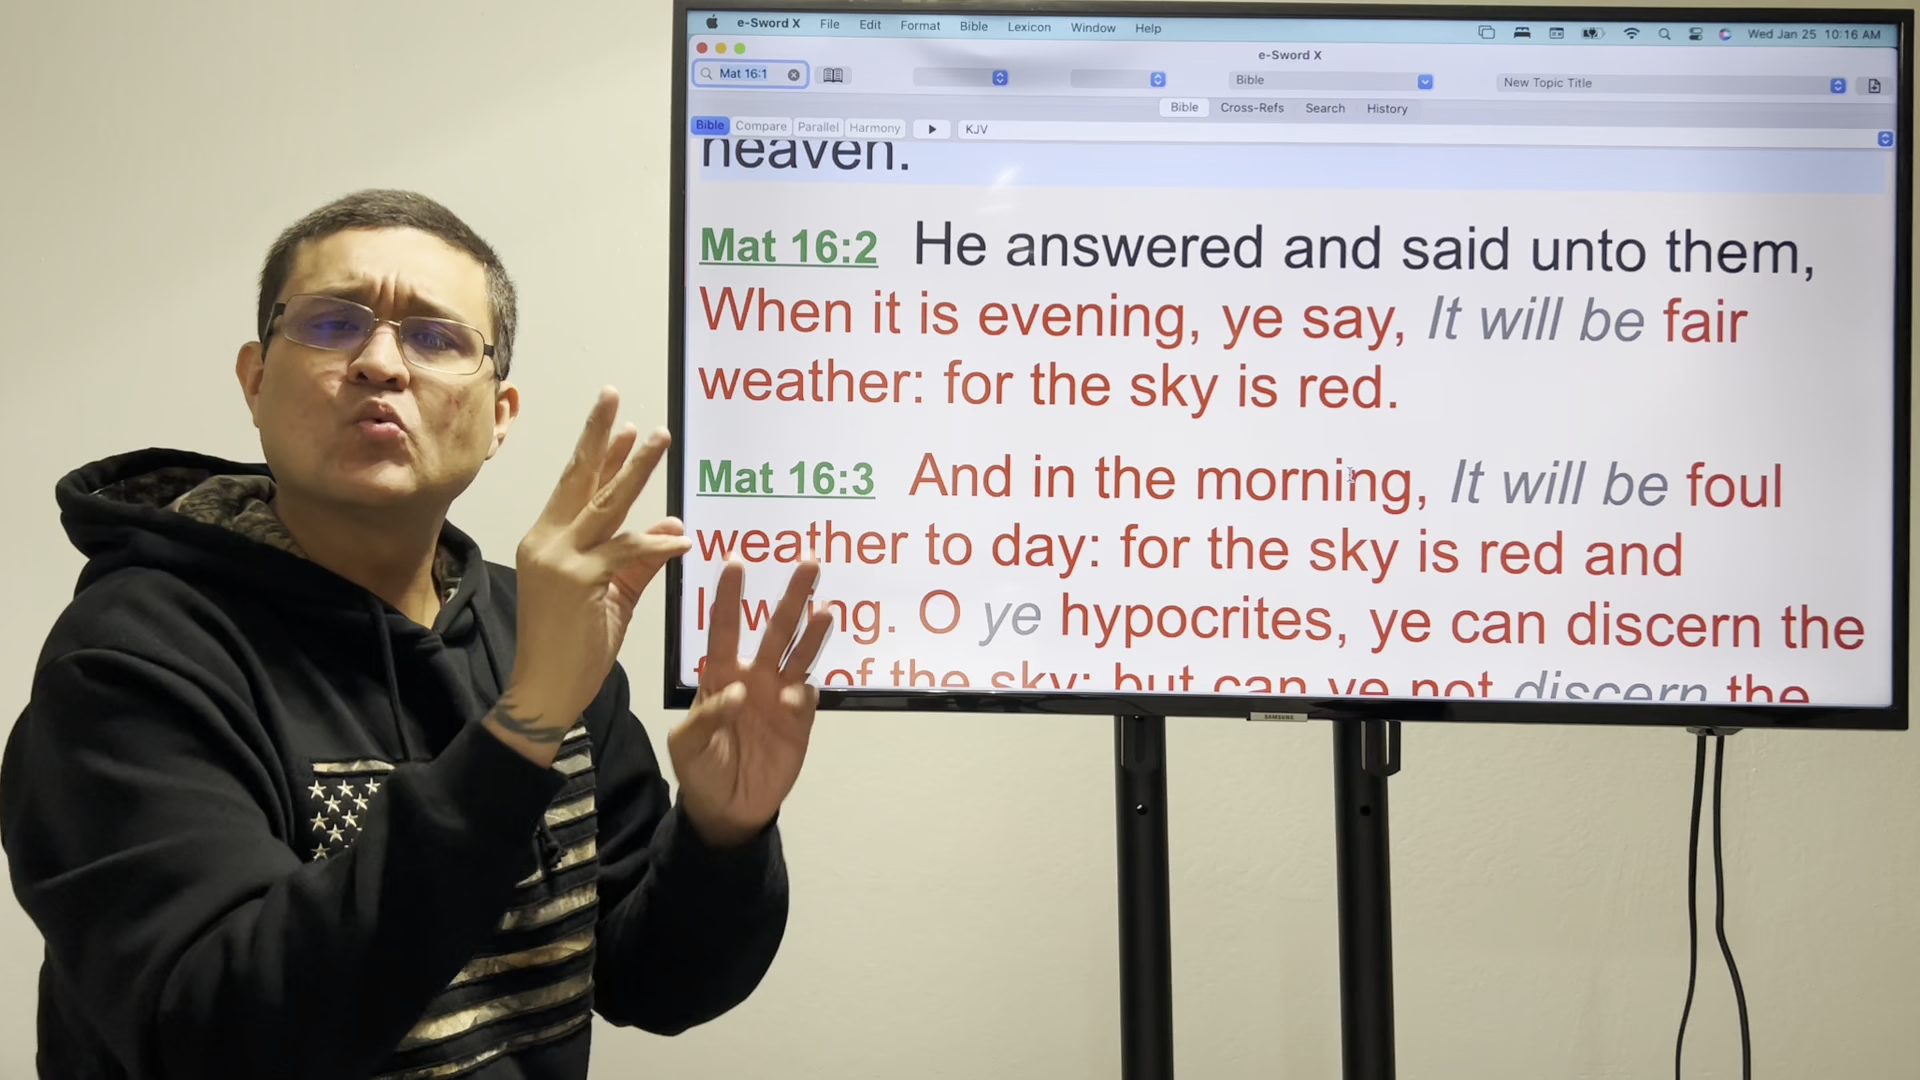 e-Sword X File Edit Format Bible Lexicon Window Help Wed Jan 25 10:16 AM
e-Sword X
Mat 16:1 Bible New Topic Title
Bible Cross-Refs Search History
Bible Compare Parallel Harmony KJV
heaven.
Mat 16:2 He answered and said unto them,
When it is evening, ye say, It will be fair
weather: for the sky is red.
Mat 16:3 And in the morning, It will be foul
weather to day: for the sky is red and
lowring. O ye hypocrites, ye can discern the
of the sky; but can ye not discern the
SAMSUNG